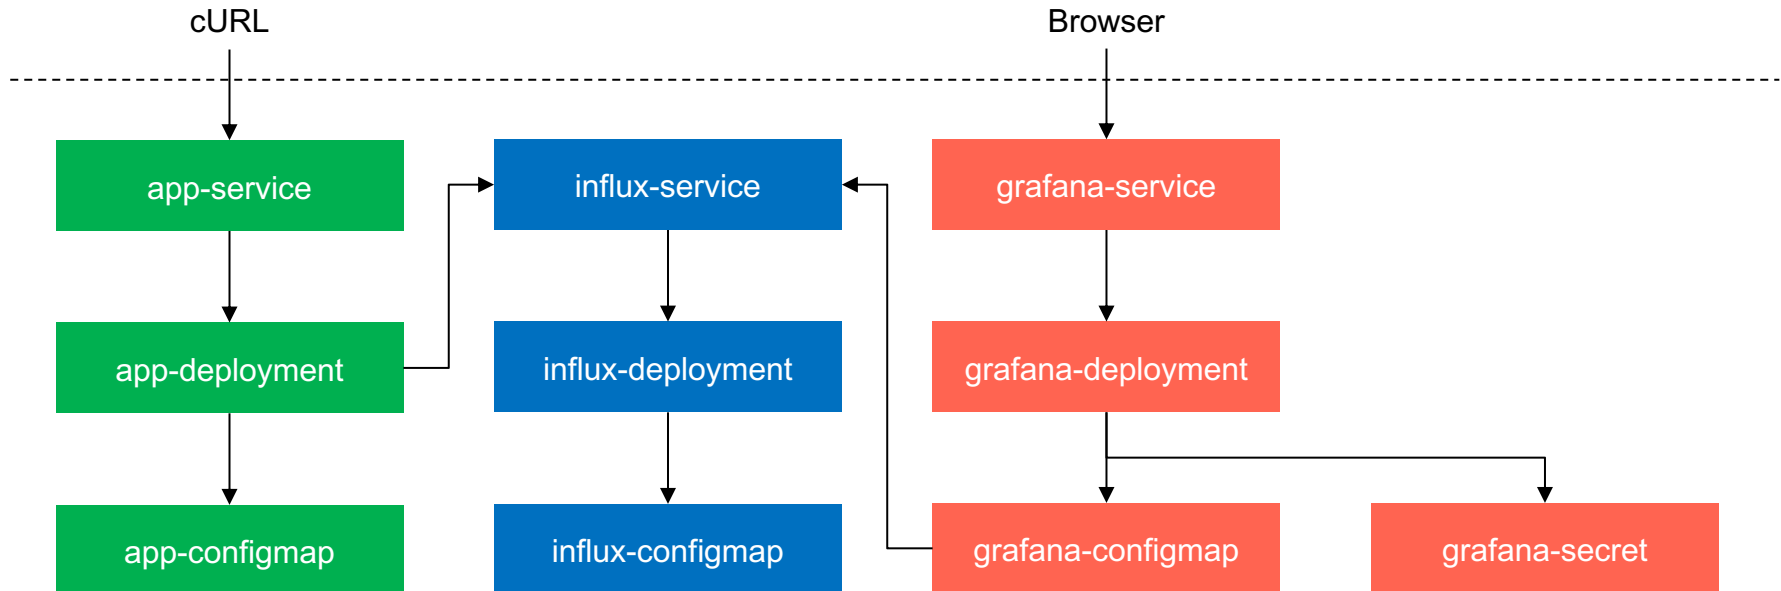 cURL
Browser
app-service
influx-service
grafana-service
app-deployment
influx-deployment
grafana-deployment
app-configmap
influx-configmap
grafana-configmap
grafana-secret